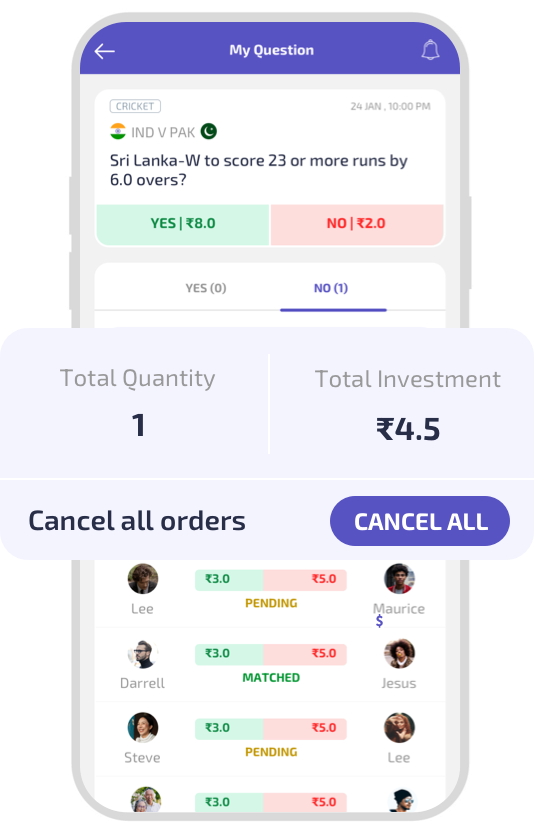 My Question
CRICKET
24 JAN , 10:00 PM
IND V PAK
Sri Lanka-W to score 23 or more runs by
6.0 overs?
YES | ₹8.0
NO | ₹2.0
YES (0)
NO (1)
Total Quantity
Total Investment
1
₹4.5
Cancel all orders
CANCEL ALL
₹3.0
₹5.0
PENDING
Lee
Maurice
$
₹3.0
₹5.0
MATCHED
Darrell
Jesus
₹3.0
₹5.0
PENDING
Steve
Lee
₹3.0
₹5.0